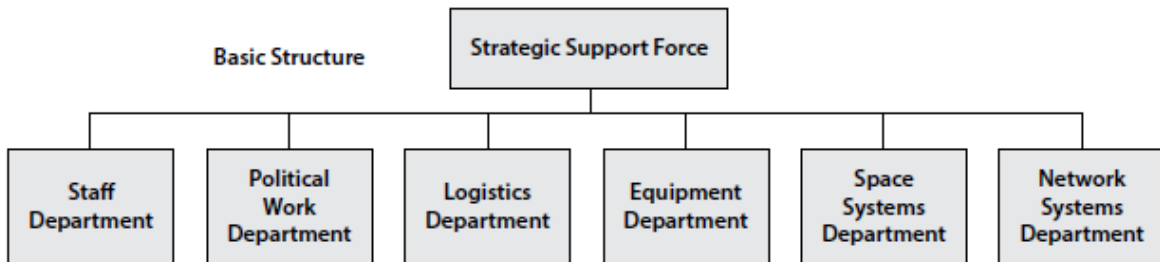 Basic Structure
Strategic Support Force
Staff
Department
Political
Work
Department
Logistics
Department
Equipment
Department
Space
Systems
Department
Network
Systems
Department